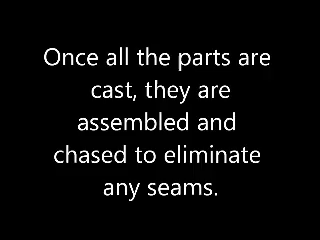 Once all the parts are
cast, they are
assembled and
chased to eliminate
any seams.